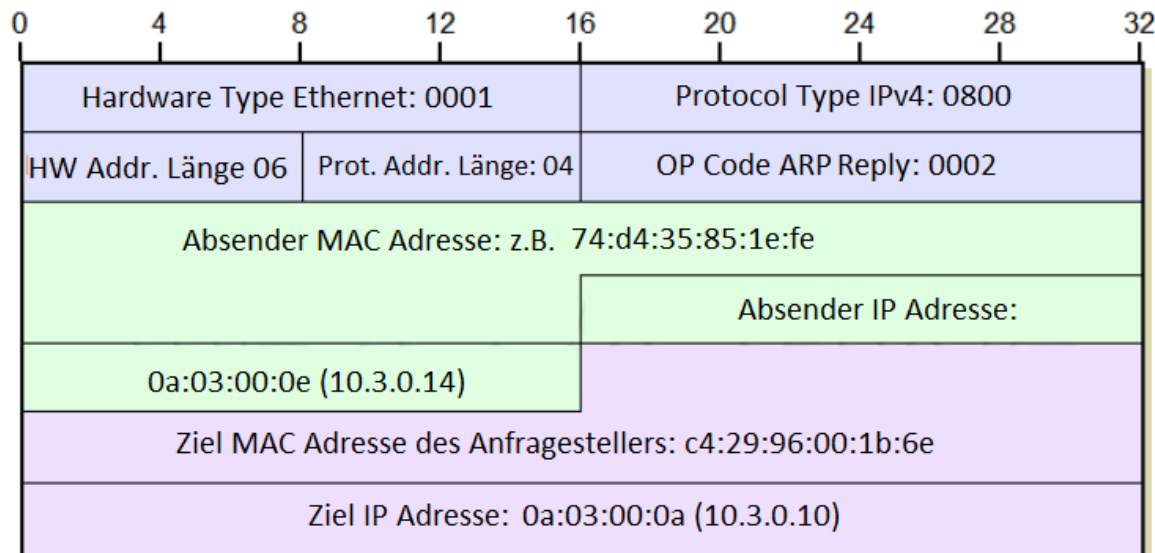 0 4 8 12 16 20 24 28 32
Hardware Type Ethernet: 0001 Protocol Type IPv4: 0800
HW Addr. Länge 06 Prot. Addr. Länge: 04 OP Code ARP Reply: 0002
Absender MAC Adresse: z.B. 74:d4:35:85:1e:fe
Absender IP Adresse:
0a:03:00:0e (10.3.0.14)
Ziel MAC Adresse des Anfragestellers: c4:29:96:00:1b:6e
Ziel IP Adresse: 0a:03:00:0a (10.3.0.10)